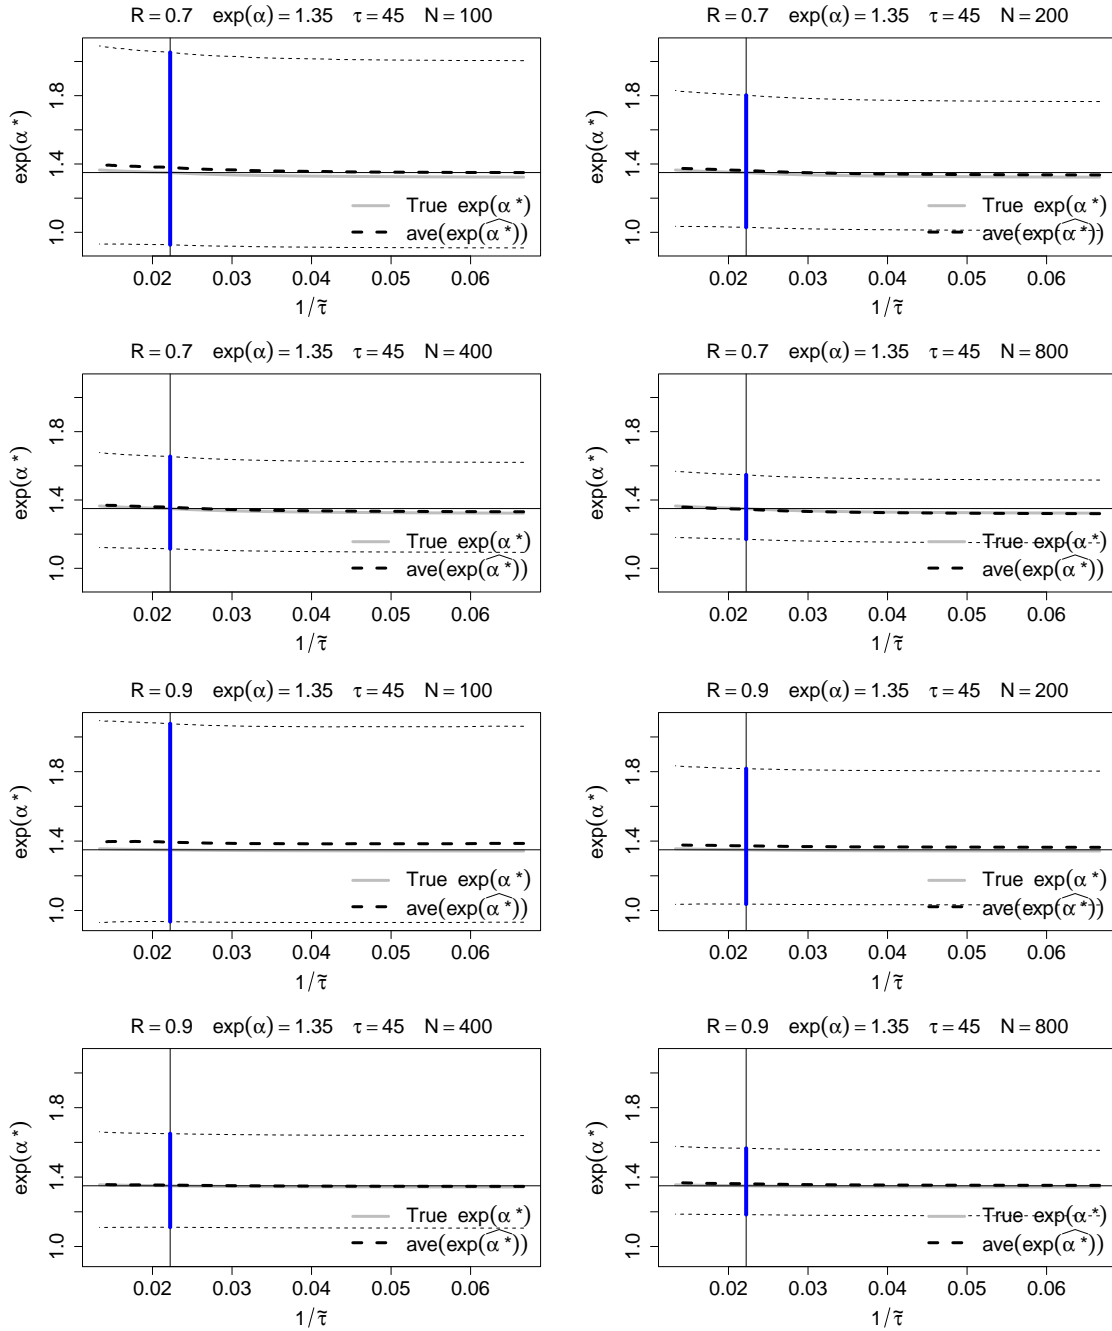 R = 0.7 exp(α) = 1.35 τ = 45 N = 100
exp(α*)
1.0 1.4 1.8
True exp(α*)
ave(exp(α̂*))
0.02 0.03 0.04 0.05 0.06
1/τ̃
R = 0.7 exp(α) = 1.35 τ = 45 N = 200
exp(α*)
1.0 1.4 1.8
True exp(α*)
ave(exp(α̂*))
0.02 0.03 0.04 0.05 0.06
1/τ̃
R = 0.7 exp(α) = 1.35 τ = 45 N = 400
exp(α*)
1.0 1.4 1.8
True exp(α*)
ave(exp(α̂*))
0.02 0.03 0.04 0.05 0.06
1/τ̃
R = 0.7 exp(α) = 1.35 τ = 45 N = 800
exp(α*)
1.0 1.4 1.8
True exp(α*)
ave(exp(α̂*))
0.02 0.03 0.04 0.05 0.06
1/τ̃
R = 0.9 exp(α) = 1.35 τ = 45 N = 100
exp(α*)
1.0 1.4 1.8
True exp(α*)
ave(exp(α̂*))
0.02 0.03 0.04 0.05 0.06
1/τ̃
R = 0.9 exp(α) = 1.35 τ = 45 N = 200
exp(α*)
1.0 1.4 1.8
True exp(α*)
ave(exp(α̂*))
0.02 0.03 0.04 0.05 0.06
1/τ̃
R = 0.9 exp(α) = 1.35 τ = 45 N = 400
exp(α*)
1.0 1.4 1.8
True exp(α*)
ave(exp(α̂*))
0.02 0.03 0.04 0.05 0.06
1/τ̃
R = 0.9 exp(α) = 1.35 τ = 45 N = 800
exp(α*)
1.0 1.4 1.8
True exp(α*)
ave(exp(α̂*))
0.02 0.03 0.04 0.05 0.06
1/τ̃